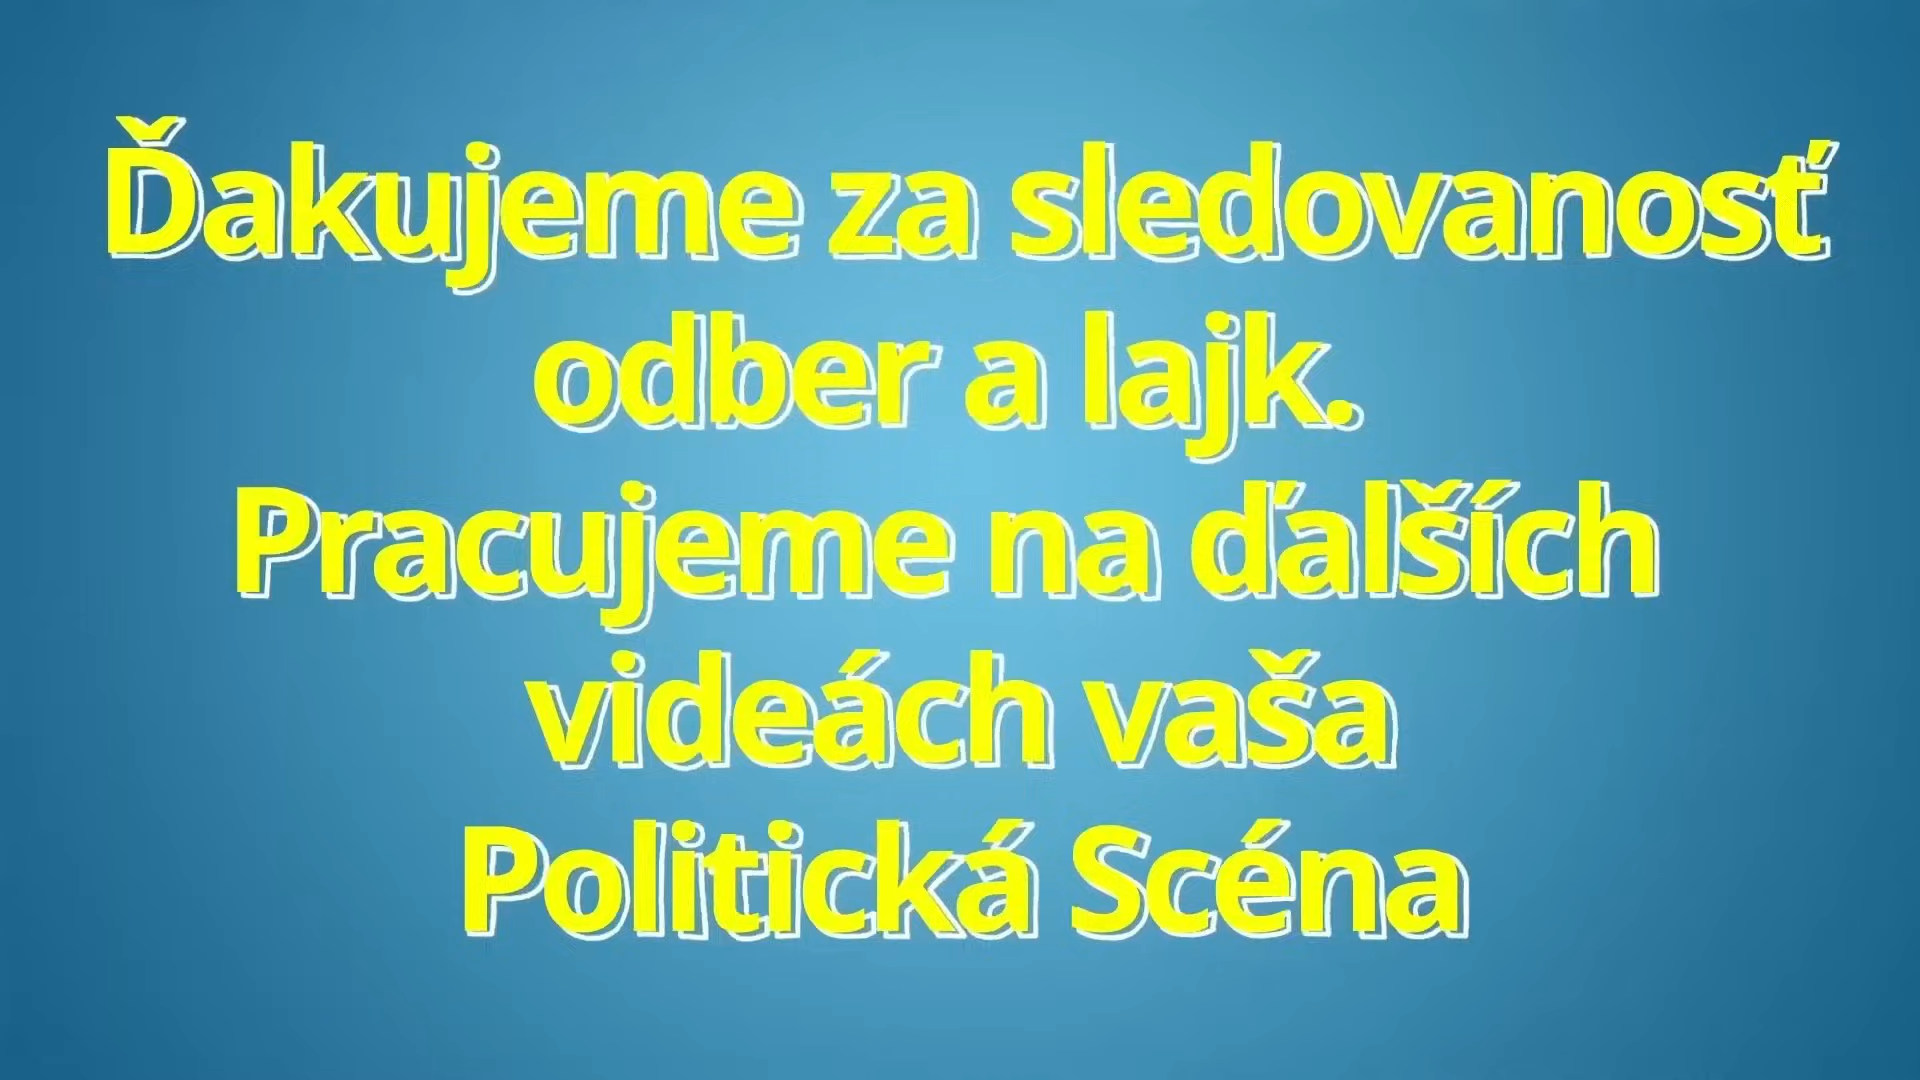 Ďakujeme za sledovanosť
odber a lajk.
Pracujeme na ďalších
videách vaša
Politická Scéna